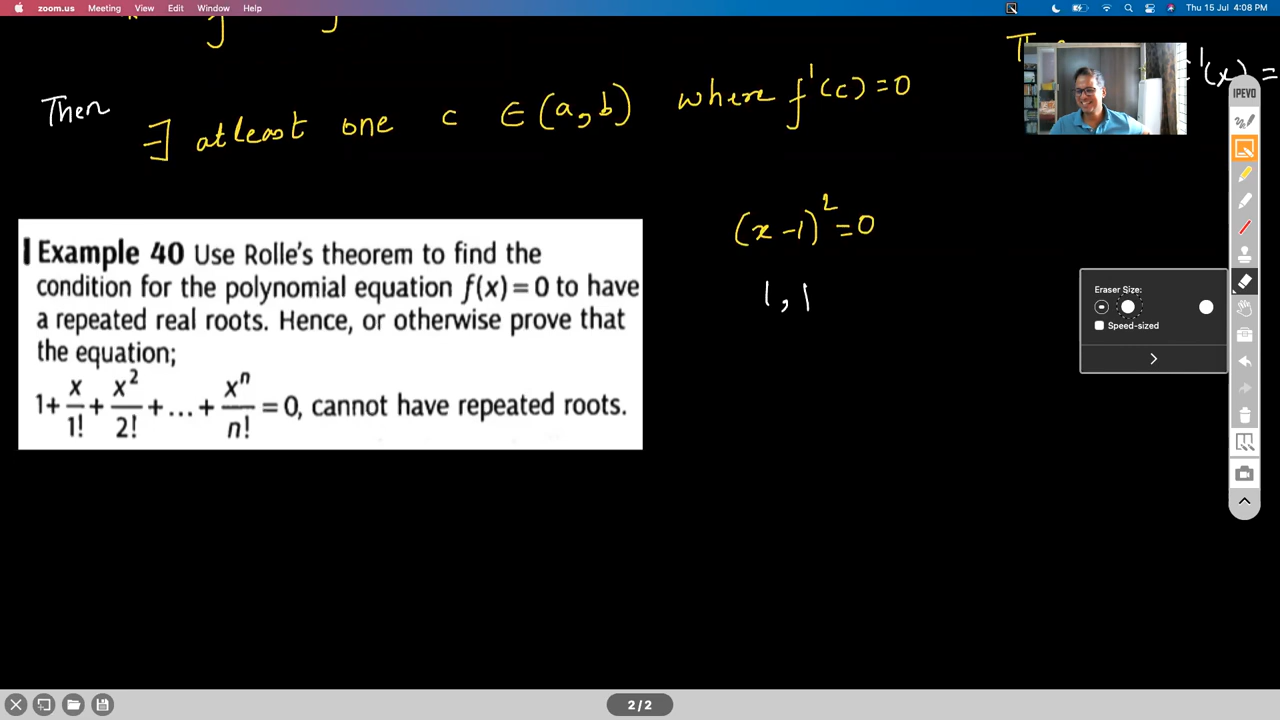 zoom.us Meeting View Edit Window Help Thu 15 Jul 4:08 PM
Then ∃ atleast one c ∈ (a, b) where f'(c) = 0
'(x) =
(x - 1)² = 0
1, 1
Example 40 Use Rolle's theorem to find the
condition for the polynomial equation f(x) = 0 to have
a repeated real roots. Hence, or otherwise prove that
the equation;
1 + x/1! + x²/2! + ... + xⁿ/n! = 0, cannot have repeated roots.
IPEVO
Eraser Size:
Speed-sized
2 / 2